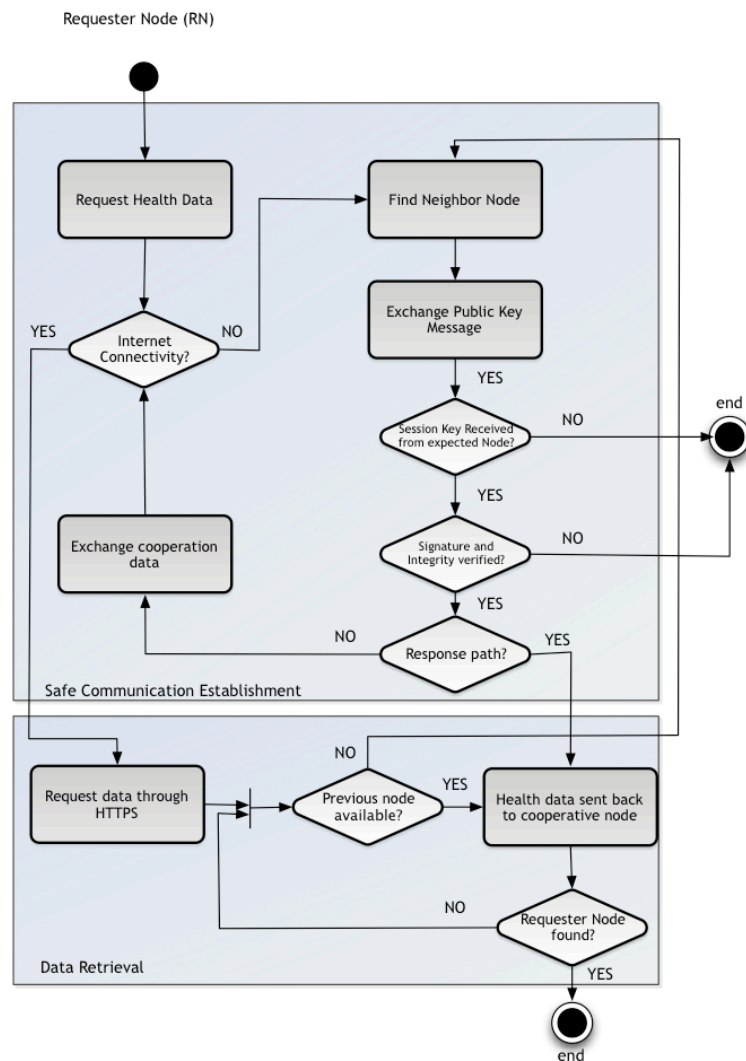 Requester Node (RN)
Request Health Data
Find Neighbor Node
YES
Internet
Connectivity?
NO
Exchange Public Key
Message
YES
Session Key Received
from expected Node?
NO
end
YES
Exchange cooperation
data
Signature and
Integrity verified?
NO
YES
NO
Response path?
YES
Safe Communication Establishment
NO
Request data through
HTTPS
Previous node
available?
YES
Health data sent back
to cooperative node
NO
Requester Node
found?
Data Retrieval
YES
end